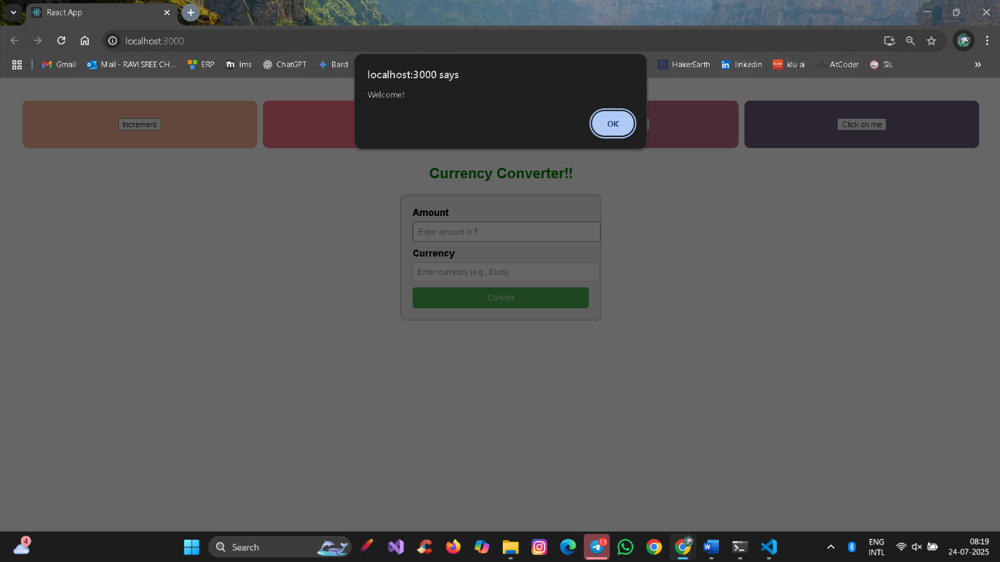 React App
localhost:3000
Gmail
Mail - RAVI SREE CH...
ERP
lms
ChatGPT
Bard
HakerEarth
linkedin
klu ai
AtCoder
SIL
localhost:3000 says
Welcome!
OK
Increment
Click on me
Currency Converter!!
Amount
Enter amount in ₹
Currency
Enter currency (e.g., Euro)
Convert
4
Search
13
ENG
INTL
08:19
24-07-2025